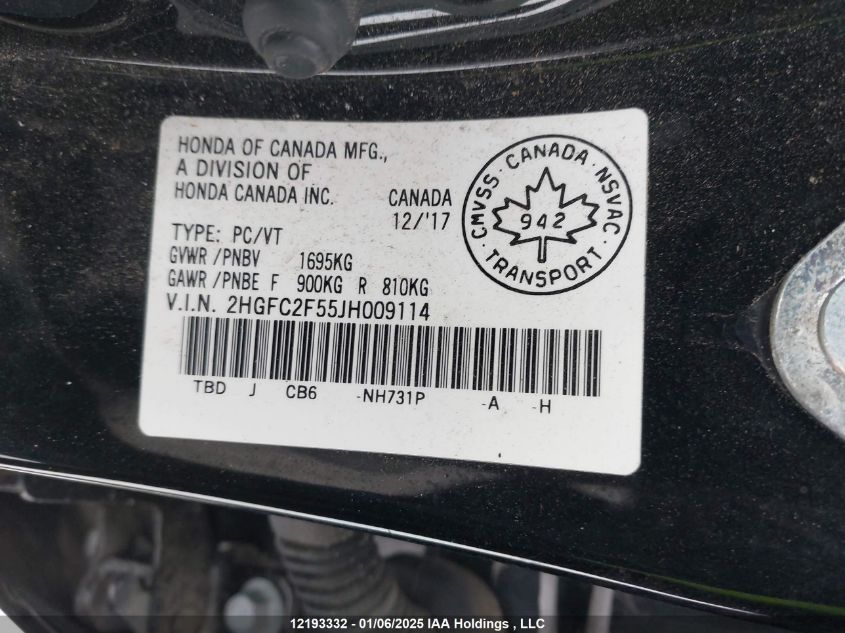 HONDA OF CANADA MFG.,
A DIVISION OF
HONDA CANADA INC.
CANADA
12/'17
CMVSS · CANADA · NSVAC
942
TRANSPORT
TYPE: PC/VT
GVWR /PNBV 1695KG
GAWR /PNBE F 900KG R 810KG
V.I.N. 2HGFC2F55JH009114
TBD J CB6 -NH731P -A -H
12193332 - 01/06/2025 IAA Holdings , LLC